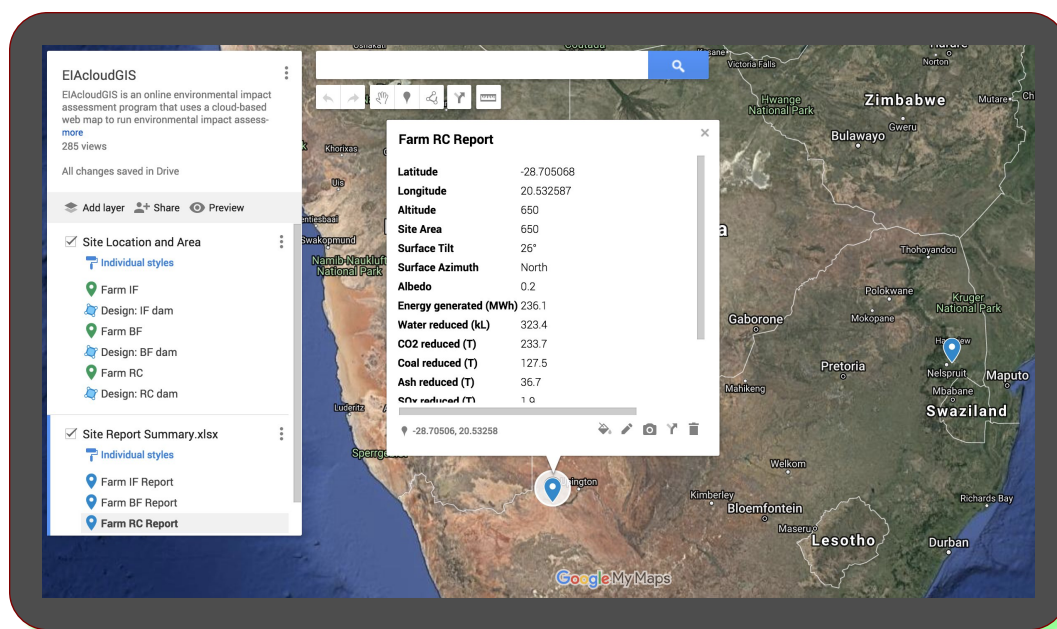 EIAcloudGIS
EIAcloudGIS is an online environmental impact
assessment program that uses a cloud-based
web map to run environmental impact assess-
more
285 views
All changes saved in Drive
Add layer Share Preview
Site Location and Area
Individual styles
Farm IF
Design: IF dam
Farm BF
Design: BF dam
Farm RC
Design: RC dam
Site Report Summary.xlsx
Individual styles
Farm IF Report
Farm BF Report
Farm RC Report
Farm RC Report
Latitude -28.705068
Longitude 20.532587
Altitude 650
Site Area 650
Surface Tilt 26°
Surface Azimuth North
Albedo 0.2
Energy generated (MWh) 236.1
Water reduced (kL) 323.4
CO2 reduced (T) 233.7
Coal reduced (T) 127.5
Ash reduced (T) 36.7
SOx reduced (T) 1.9
-28.70506, 20.53258
Victoria Falls
Norton
Hwange
National Park
Zimbabwe
Mutare
Ch
Gweru
Bulawayo
Khorixas
Uis
Swakopmund
Namib-Naukluft
National Park
Luderitz
Thohoyandou
Polokwane
Kruger
National Park
Mokopane
Gaborone
Pretoria
Nelspruit
Maputo
Mbabane
Mahikeng
Swaziland
Welkom
Kimberley
Bloemfontein
Richards Bay
Maseru
Lesotho
Durban
Google My Maps